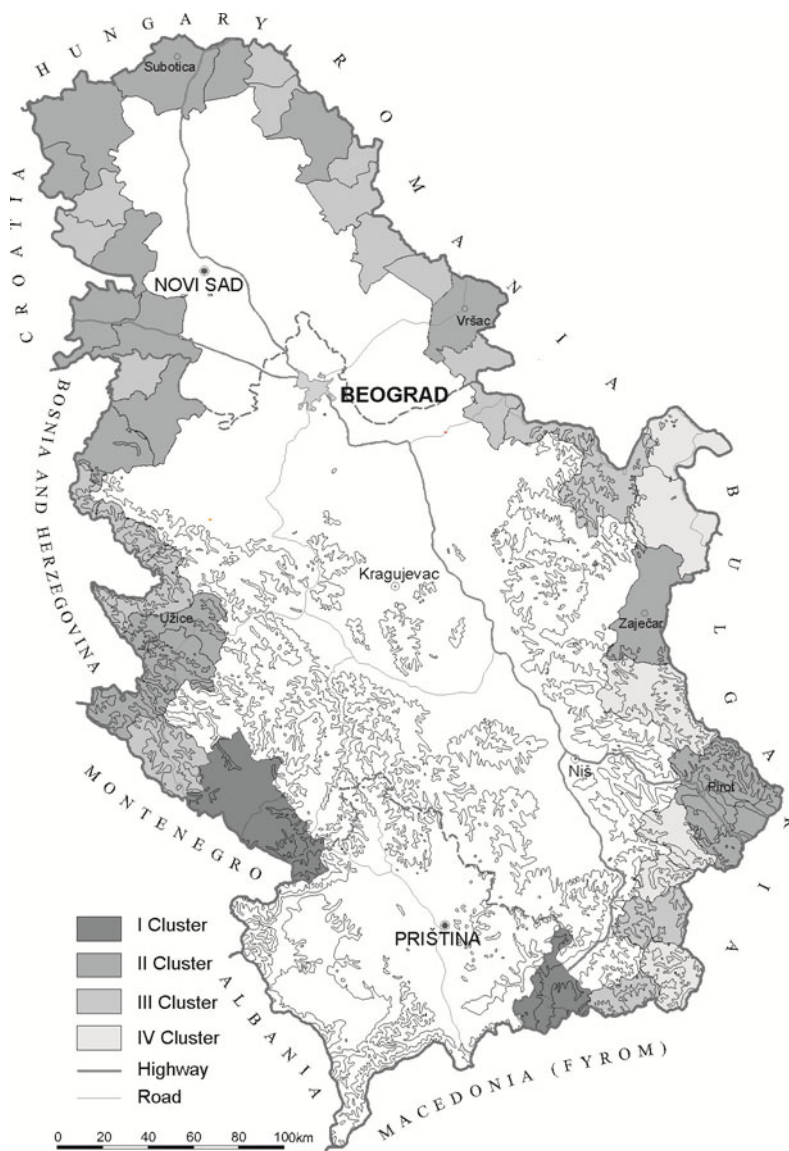 HUNGARY
ROMANIA
Subotica
CROATIA
NOVI SAD
Vršac
BEOGRAD
BOSNIA AND HERZEGOVINA
BULGARIA
Kragujevac
Užice
Zaječar
MONTENEGRO
Niš
Pirot
PRIŠTINA
ALBANIA
MACEDONIA (FYROM)
I Cluster
II Cluster
III Cluster
IV Cluster
Highway
Road
0 20 40 60 80 100km